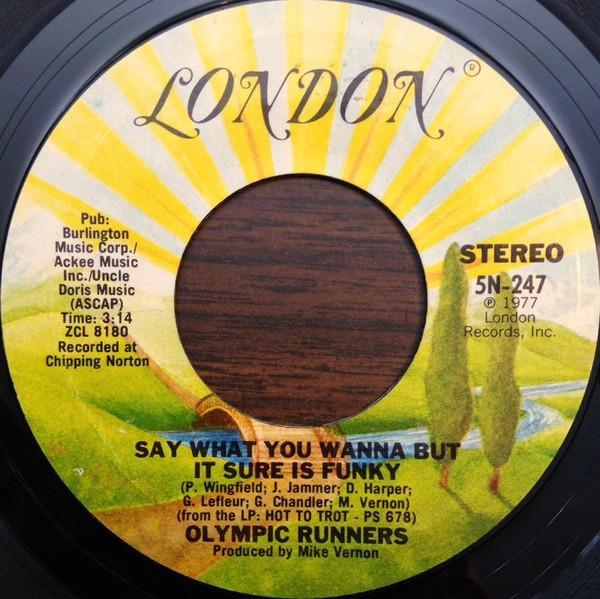 LONDON®
Pub:
Burlington
Music Corp./
Ackee Music
Inc./Uncle
Doris Music
(ASCAP)
Time: 3:14
ZCL 8180
Recorded at
Chipping Norton
STEREO
5N-247
℗ 1977
London
Records, Inc.
SAY WHAT YOU WANNA BUT
IT SURE IS FUNKY
(P. Wingfield; J. Jammer; D. Harper;
G. Lefleur; G. Chandler; M. Vernon)
(from the LP: HOT TO TROT - PS 678)
OLYMPIC RUNNERS
Produced by Mike Vernon